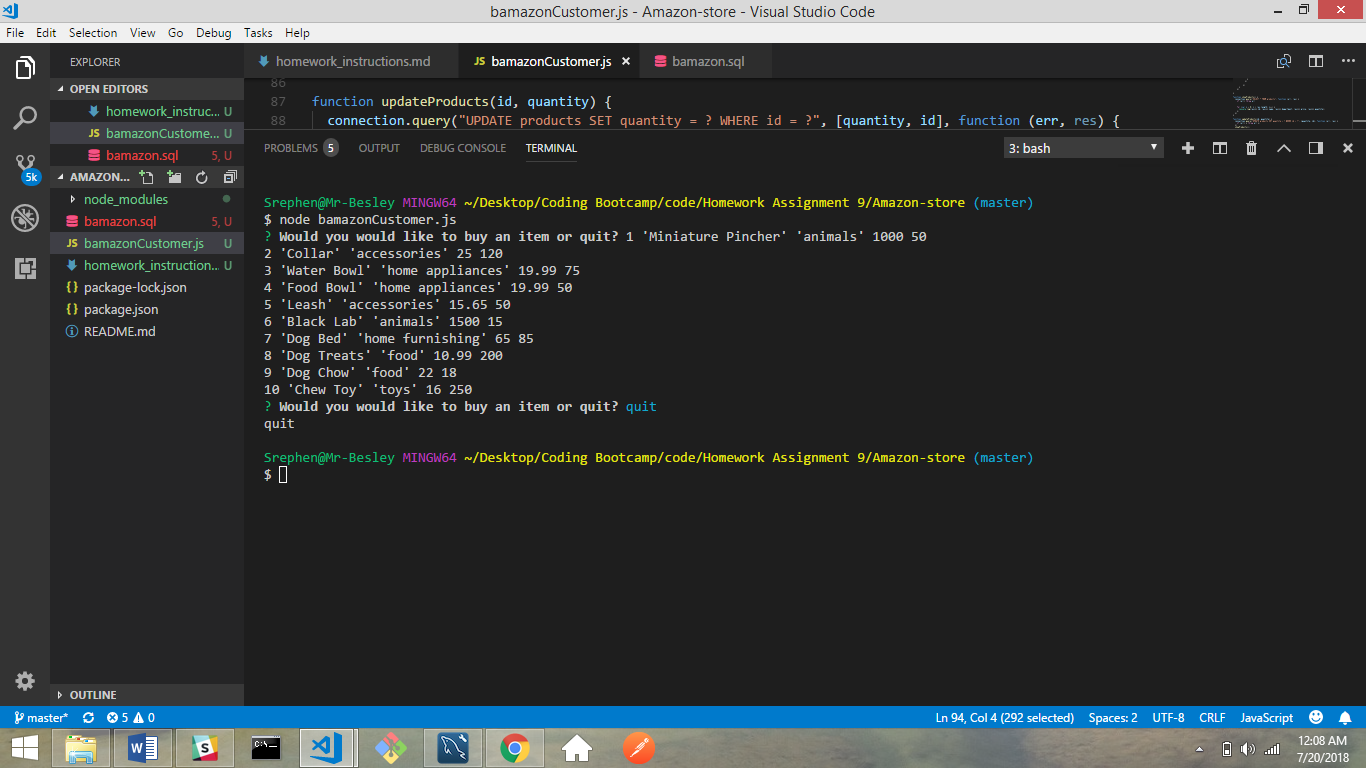 bamazonCustomer.js - Amazon-store - Visual Studio Code
File Edit Selection View Go Debug Tasks Help
EXPLORER
OPEN EDITORS
homework_instruc... U
JS bamazonCustome... U
bamazon.sql 5, U
AMAZON...
node_modules
bamazon.sql 5, U
JS bamazonCustomer.js U
homework_instruction... U
{} package-lock.json
{} package.json
README.md
OUTLINE
5k
homework_instructions.md JS bamazonCustomer.js bamazon.sql
86
87 function updateProducts(id, quantity) {
88 connection.query("UPDATE products SET quantity = ? WHERE id = ?", [quantity, id], function (err, res) {
PROBLEMS 5 OUTPUT DEBUG CONSOLE TERMINAL 3: bash
Srephen@Mr-Besley MINGW64 ~/Desktop/Coding Bootcamp/code/Homework Assignment 9/Amazon-store (master)
$ node bamazonCustomer.js
? Would you would like to buy an item or quit? 1 'Miniature Pincher' 'animals' 1000 50
2 'Collar' 'accessories' 25 120
3 'Water Bowl' 'home appliances' 19.99 75
4 'Food Bowl' 'home appliances' 19.99 50
5 'Leash' 'accessories' 15.65 50
6 'Black Lab' 'animals' 1500 15
7 'Dog Bed' 'home furnishing' 65 85
8 'Dog Treats' 'food' 10.99 200
9 'Dog Chow' 'food' 22 18
10 'Chew Toy' 'toys' 16 250
? Would you would like to buy an item or quit? quit
quit
Srephen@Mr-Besley MINGW64 ~/Desktop/Coding Bootcamp/code/Homework Assignment 9/Amazon-store (master)
$
master* 5 0 Ln 94, Col 4 (292 selected) Spaces: 2 UTF-8 CRLF JavaScript
12:08 AM
7/20/2018